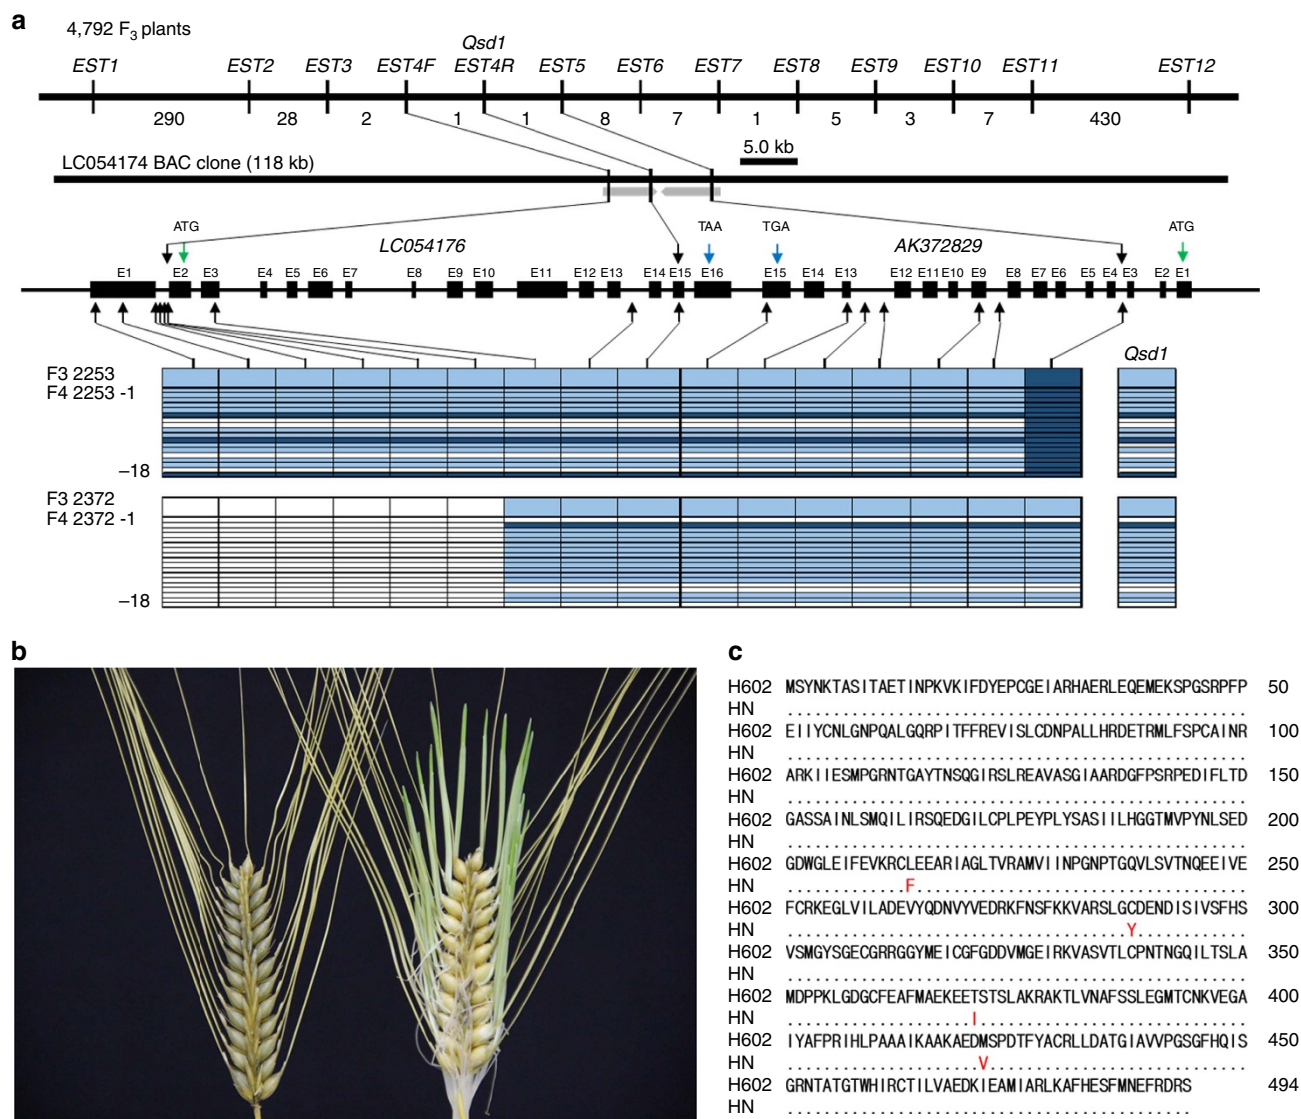 a
4,792 F3 plants
Qsd1
EST1 EST2 EST3 EST4F EST4R EST5 EST6 EST7 EST8 EST9 EST10 EST11 EST12
290 28 2 1 1 8 7 1 5 3 7 430
5.0 kb
LC054174 BAC clone (118 kb)
ATG TAA TGA ATG
LC054176 AK372829
E1 E2 E3 E4 E5 E6 E7 E8 E9 E10 E11 E12 E13 E14 E15 E16 E15 E14 E13 E12 E11 E10 E9 E8 E7 E6 E5 E4 E3 E2 E1
Qsd1
F3 2253
F4 2253 -1
–18
F3 2372
F4 2372 -1
–18
b
c
H602 MSYNKTASITAETINPKVKIFDYEPCGEIARHAERLEQEMEKSPGSRPFP 50
HN ..................................................
H602 EIIYCNLGNPQALGQRPITFFREVISLCDNPALLHRDETRMLFSPCAINR 100
HN ..................................................
H602 ARKIIESMPGRNTGAYTNSQGIRSLREAVASGIAARDGFPSRPEDIFLTD 150
HN ..................................................
H602 GASSAINLSMQILIRSQEDGILCPLPEYPLYSASIILHGGTMVPYNLSED 200
HN ..................................................
H602 GDWGLEIFEVKRCLEEARIAGLTVRAMVIINPGNPTGQVLSVTNQEEIVE 250
HN .............F....................................
H602 FCRKEGLVILADEVYQDNVYVEDRKFNSFKKVARSLGCDENDISIVSFHS 300
HN .....................................Y............
H602 VSMGYSGECGRRGGYMEICGFGDDVMGEIRKVASVTLCPNTNGQILTSLA 350
HN ..................................................
H602 MDPPKLGDGCFEAFMAEKEETSTSLAKRAKTLVNAFSSLEGMTCNKVEGA 400
HN ....................I.............................
H602 IYAFPRIHLPAAAIKAAKAEDMSPDTFYACRLLDATGIAVVPGSGFHQIS 450
HN .....................V............................
H602 GRNTATGTWHIRCTILVAEDKIEAMIARLKAFHESFMNEFRDRS 494
HN ............................................